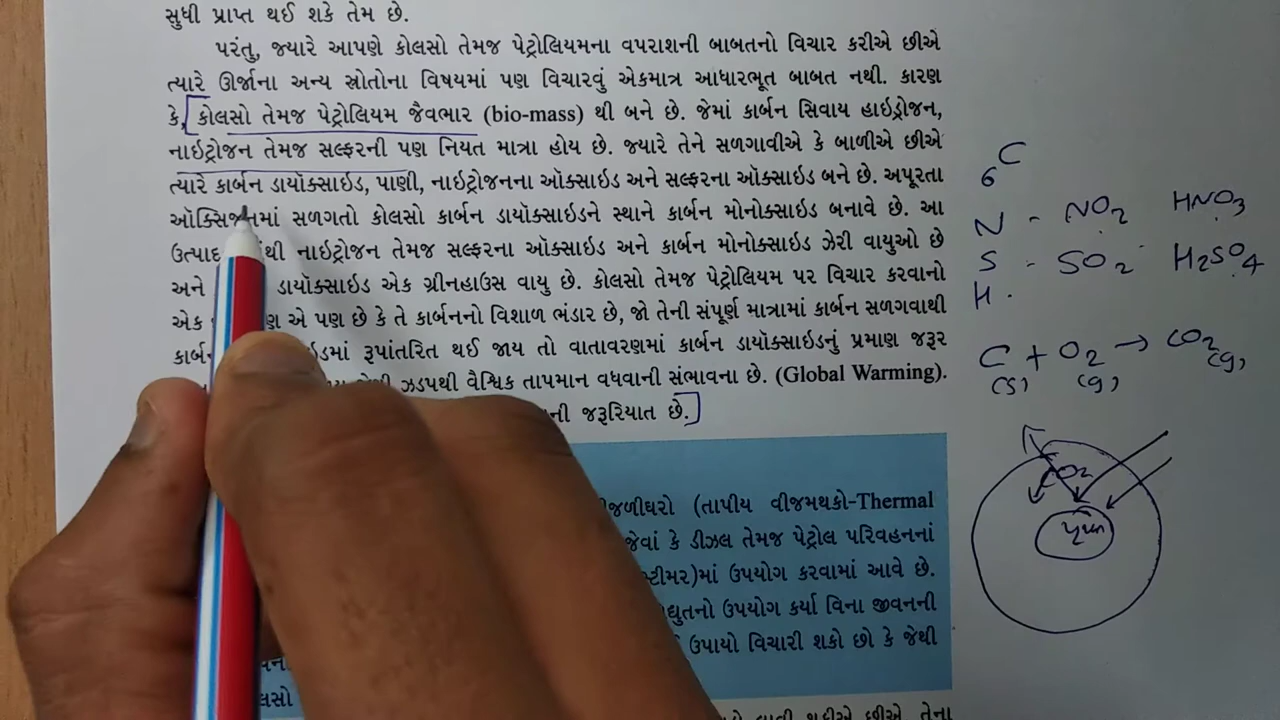 સુધી પ્રાપ્ત થઈ શકે તેમ છે.
પરંતુ, જ્યારે આપણે કોલસો તેમજ પેટ્રોલિયમના વપરાશની બાબતનો વિચાર કરીએ છીએ
ત્યારે ઊર્જાના અન્ય સ્રોતોના વિષયમાં પણ વિચારવું એકમાત્ર આધારભૂત બાબત નથી. કારણ
કે, કોલસો તેમજ પેટ્રોલિયમ જૈવભાર (bio-mass) થી બને છે. જેમાં કાર્બન સિવાય હાઇડ્રોજન,
નાઇટ્રોજન તેમજ સલ્ફરની પણ નિયત માત્રા હોય છે. જ્યારે તેને સળગાવીએ કે બાળીએ છીએ
ત્યારે કાર્બન ડાયૉક્સાઇડ, પાણી, નાઇટ્રોજનના ઑક્સાઇડ અને સલ્ફરના ઑક્સાઇડ બને છે. અપૂરતા
ઑક્સિજનમાં સળગતો કોલસો કાર્બન ડાયૉક્સાઇડને સ્થાને કાર્બન મોનોક્સાઇડ બનાવે છે. આ
નાઇટ્રોજન તેમજ સલ્ફરના ઑક્સાઇડ અને કાર્બન મોનોક્સાઇડ ઝેરી વાયુઓ છે
અને ડાયૉક્સાઇડ એક ગ્રીનહાઉસ વાયુ છે. કોલસો તેમજ પેટ્રોલિયમ પર વિચાર કરવાનો
એક એ પણ છે કે તે કાર્બનનો વિશાળ ભંડાર છે, જો તેની સંપૂર્ણ માત્રામાં કાર્બન સળગવાથી
રૂપાંતરિત થઈ જાય તો વાતાવરણમાં કાર્બન ડાયૉક્સાઇડનું પ્રમાણ જરૂર
ઝડપથી વૈશ્વિક તાપમાન વધવાની સંભાવના છે. (Global Warming).
જરૂરિયાત છે.
(તાપીય વીજમથકો-Thermal
જેવાં કે ડીઝલ તેમજ પેટ્રોલ પરિવહનનાં
ઉપયોગ કરવામાં આવે છે.
ઉપયોગ કર્યા વિના જીવનની
ઉપાયો વિચારી શકો છો કે જેથી
6C
N - NO2 HNO3
S - SO2 H2SO4
H .
C + O2 → CO2
(s) (g) (g)
CO2